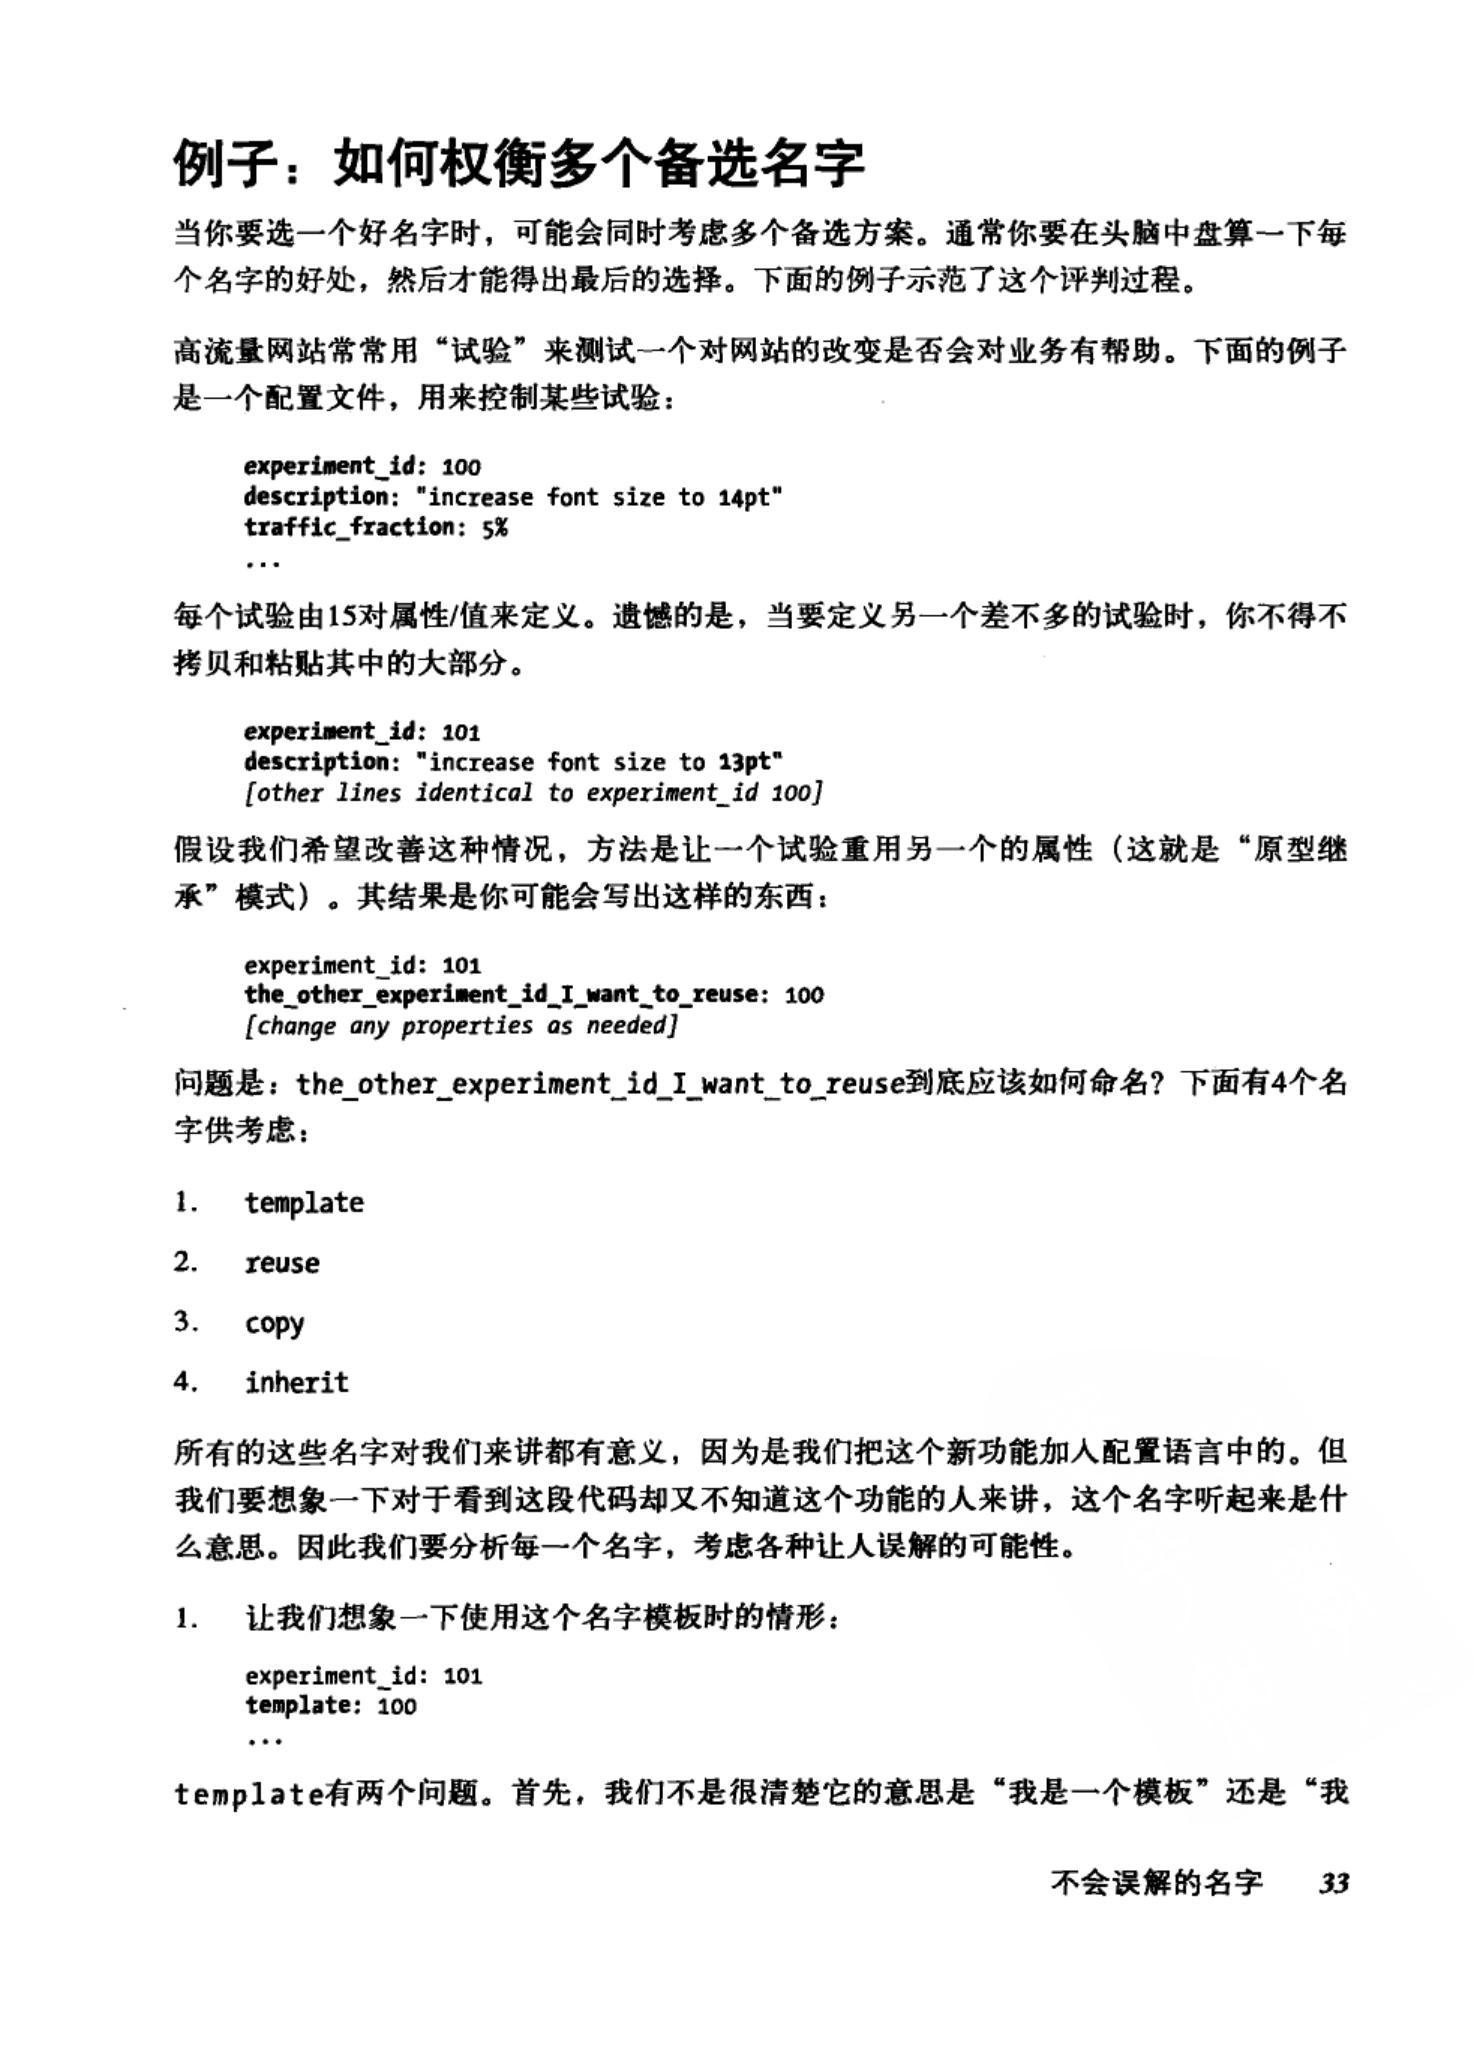 例子：如何权衡多个备选名字
当你要选一个好名字时，可能会同时考虑多个备选方案。通常你要在头脑中盘算一下每
个名字的好处，然后才能得出最后的选择。下面的例子示范了这个评判过程。
高流量网站常常用“试验”来测试一个对网站的改变是否会对业务有帮助。下面的例子
是一个配置文件，用来控制某些试验：
experiment_id: 100
description: "increase font size to 14pt"
traffic_fraction: 5%
...
每个试验由15对属性/值来定义。遗憾的是，当要定义另一个差不多的试验时，你不得不
拷贝和粘贴其中的大部分。
experiment_id: 101
description: "increase font size to 13pt"
[other lines identical to experiment_id 100]
假设我们希望改善这种情况，方法是让一个试验重用另一个的属性（这就是“原型继
承”模式）。其结果是你可能会写出这样的东西：
experiment_id: 101
the_other_experiment_id_I_want_to_reuse: 100
[change any properties as needed]
问题是：the_other_experiment_id_I_want_to_reuse到底应该如何命名？下面有4个名
字供考虑：
1. template
2. reuse
3. copy
4. inherit
所有的这些名字对我们来讲都有意义，因为是我们把这个新功能加人配置语言中的。但
我们要想象一下对于看到这段代码却又不知道这个功能的人来讲，这个名字听起来是什
么意思。因此我们要分析每一个名字，考虑各种让人误解的可能性。
1. 让我们想象一下使用这个名字模板时的情形：
experiment_id: 101
template: 100
...
template有两个问题。首先，我们不是很清楚它的意思是“我是一个模板”还是“我
不会误解的名字 33